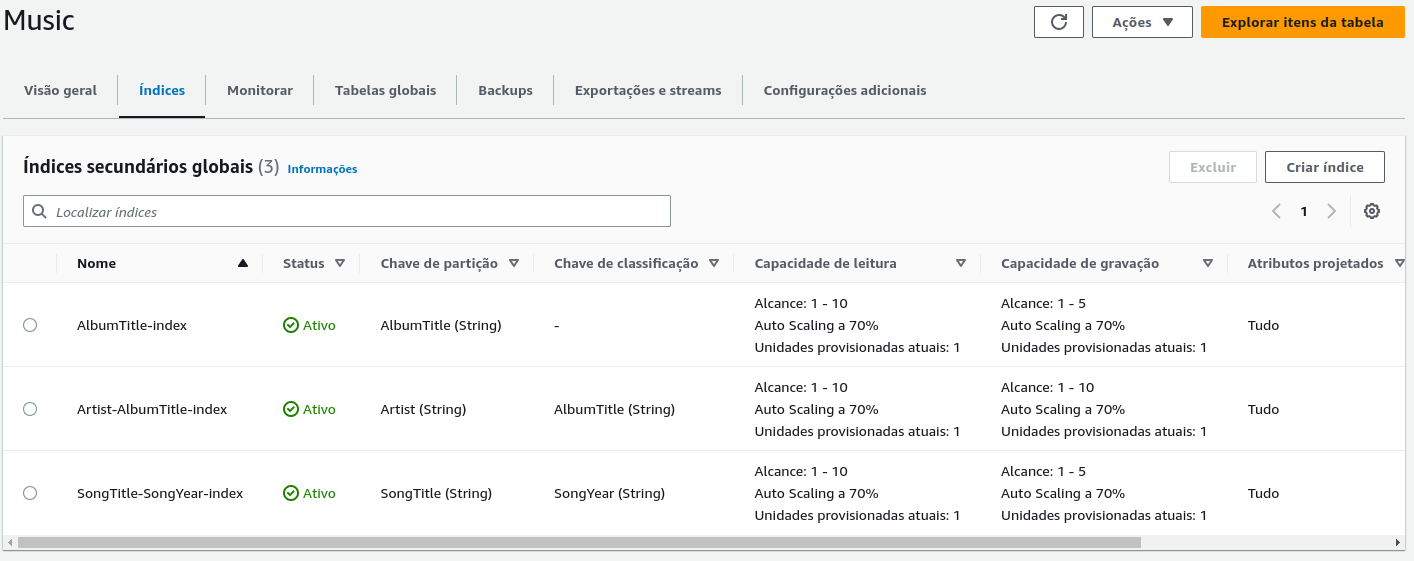 Music
Ações
Explorar itens da tabela
Visão geral
Índices
Monitorar
Tabelas globais
Backups
Exportações e streams
Configurações adicionais
Índices secundários globais (3) Informações
Excluir
Criar índice
Localizar índices
1
Nome
Status
Chave de partição
Chave de classificação
Capacidade de leitura
Capacidade de gravação
Atributos projetados
AlbumTitle-index
Ativo
AlbumTitle (String)
-
Alcance: 1 - 10
Auto Scaling a 70%
Unidades provisionadas atuais: 1
Alcance: 1 - 5
Auto Scaling a 70%
Unidades provisionadas atuais: 1
Tudo
Artist-AlbumTitle-index
Ativo
Artist (String)
AlbumTitle (String)
Alcance: 1 - 10
Auto Scaling a 70%
Unidades provisionadas atuais: 1
Alcance: 1 - 10
Auto Scaling a 70%
Unidades provisionadas atuais: 1
Tudo
SongTitle-SongYear-index
Ativo
SongTitle (String)
SongYear (String)
Alcance: 1 - 10
Auto Scaling a 70%
Unidades provisionadas atuais: 1
Alcance: 1 - 5
Auto Scaling a 70%
Unidades provisionadas atuais: 1
Tudo